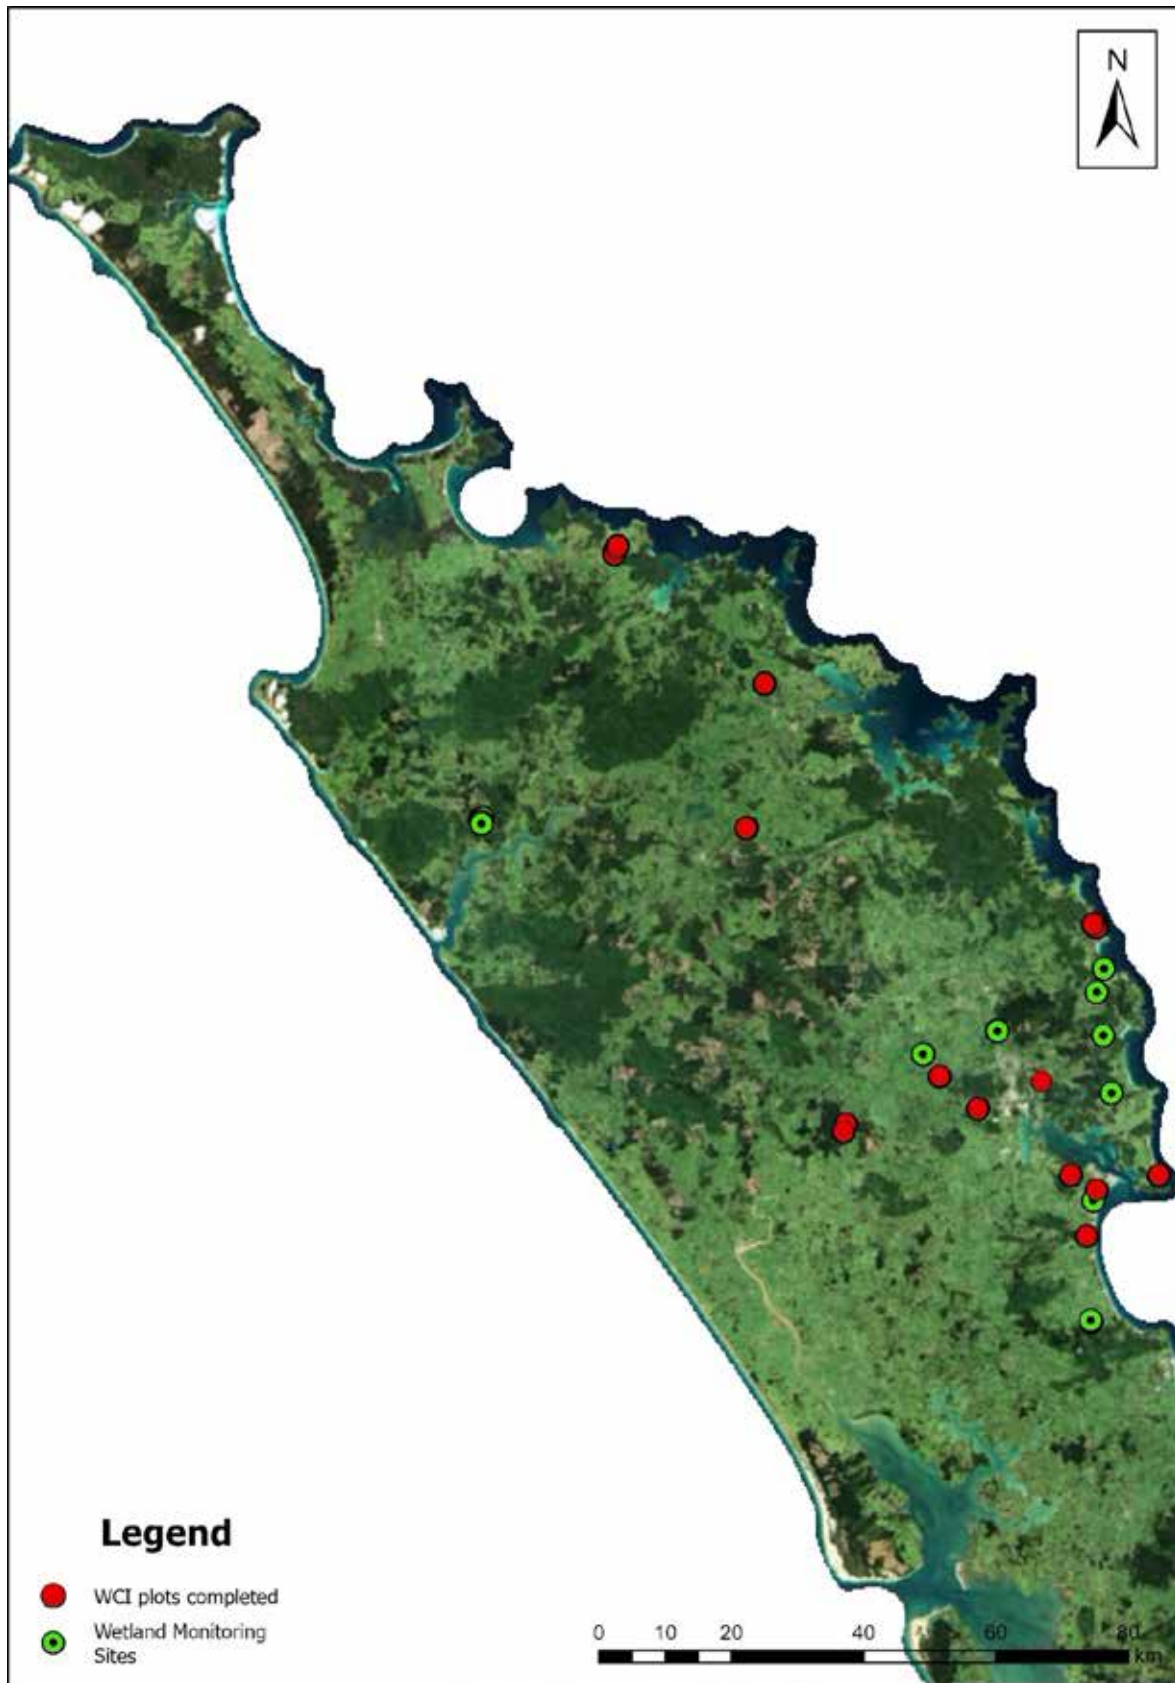 N
Legend
WCI plots completed
Wetland Monitoring
Sites
0 10 20 40 60 80
km